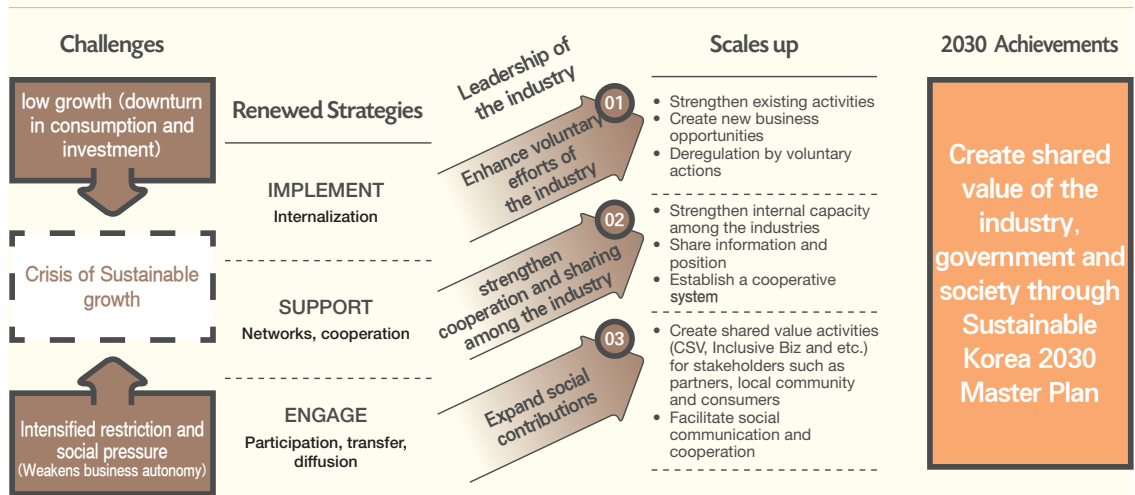 Challenges
low growth (downturn
in consumption and
investment)
Crisis of Sustainable
growth
Intensified restriction and
social pressure
(Weakens business autonomy)
Renewed Strategies
IMPLEMENT
Internalization
SUPPORT
Networks, cooperation
ENGAGE
Participation, transfer,
diffusion
Leadership of
the industry
01
Enhance voluntary
efforts of
the industry
02
strengthen
cooperation and sharing
among the industry
03
Expand social
contributions
Scales up
• Strengthen existing activities
• Create new business
opportunities
• Deregulation by voluntary
actions
• Strengthen internal capacity
among the industries
• Share information and
position
• Establish a cooperative
system
• Create shared value activities
(CSV, Inclusive Biz and etc.)
for stakeholders such as
partners, local community
and consumers
• Facilitate social
communication and
cooperation
2030 Achievements
Create shared
value of the
industry,
government and
society through
Sustainable
Korea 2030
Master Plan